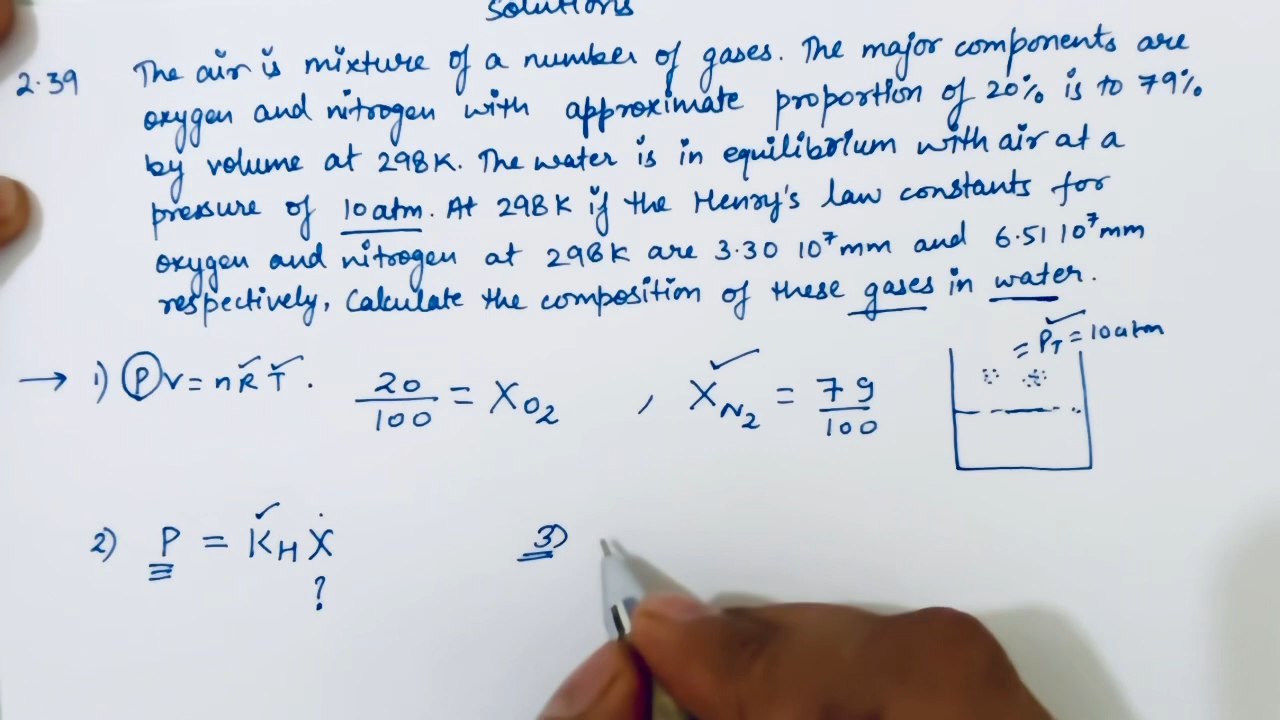 Solutions
2.39 The air is mixture of a number of gases. The major components are
oxygen and nitrogen with approximate proportion of 20% is to 79%
by volume at 298K. The water is in equilibrium with air at a
pressure of 10 atm. At 298K if the Henry's law constants for
oxygen and nitrogen at 298K are 3.30 10⁷ mm and 6.51 10⁷ mm
respectively, Calculate the composition of these gases in water.
= P_T = 10 atm
→ 1) PV = nRT. 20/100 = X_O₂ , X_N₂ = 79/100
2) P = K_H X 3)
?